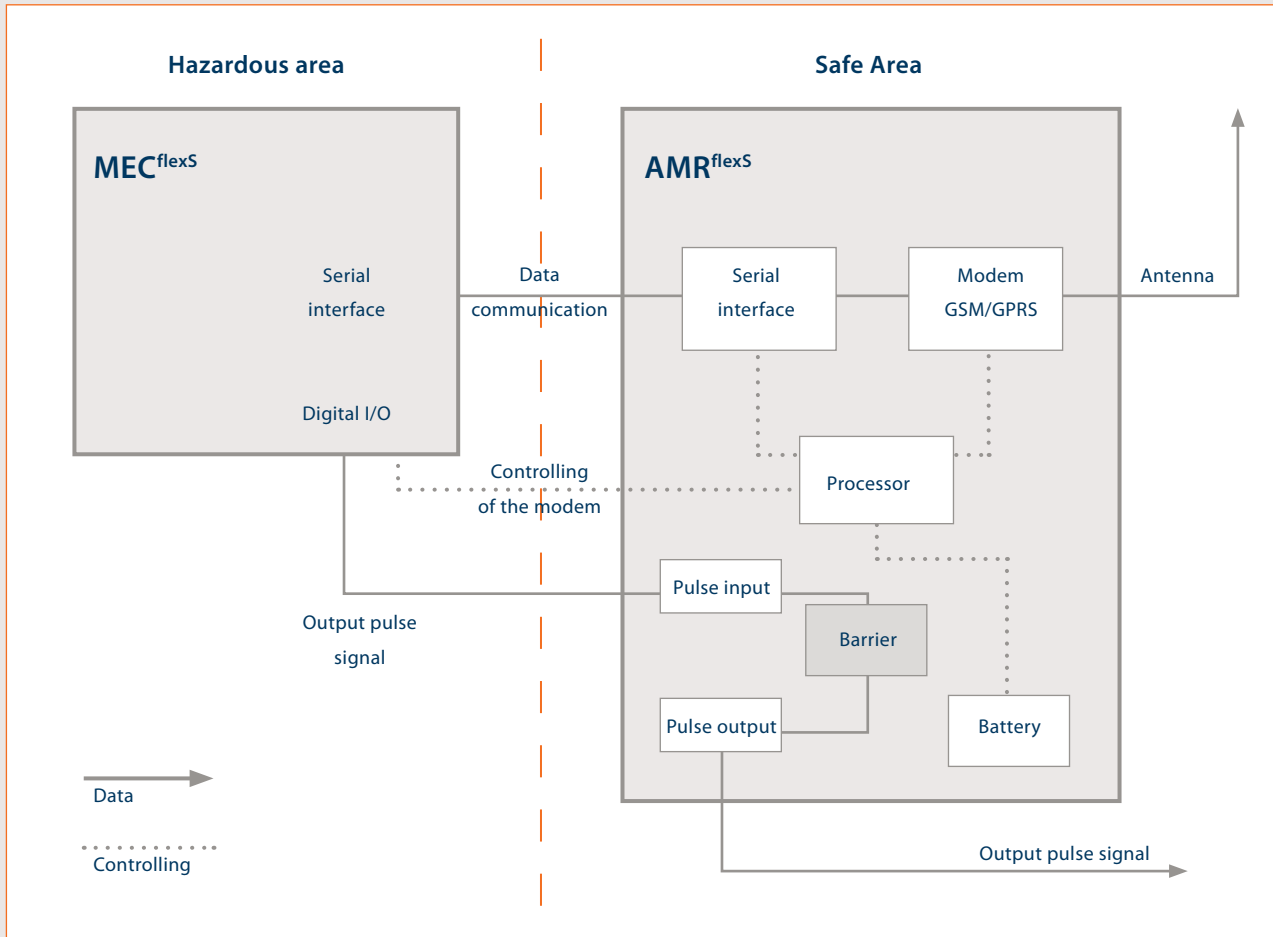 Hazardous area
Safe Area
MECflexS
AMRflexS
Serial
interface
Digital I/O
Data
communication
Serial
interface
Modem
GSM/GPRS
Antenna
Controlling
of the modem
Processor
Output pulse
signal
Pulse input
Barrier
Pulse output
Battery
Data
Controlling
Output pulse signal